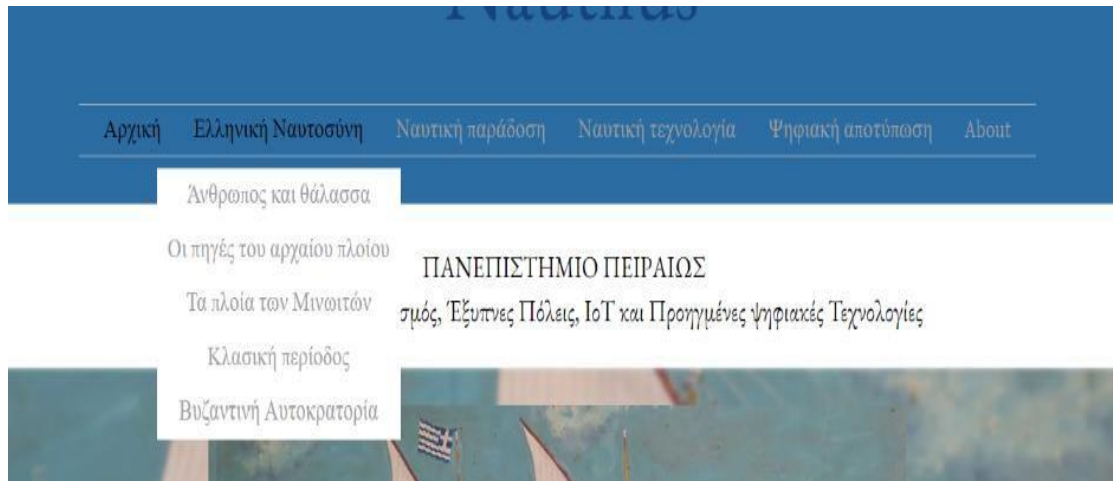 Nautilus
Αρχική Ελληνική Ναυτοσύνη Ναυτική παράδοση Ναυτική τεχνολογία Ψηφιακή αποτύπωση About
Άνθρωπος και θάλασσα
Οι πηγές του αρχαίου πλοίου
Τα πλοία των Μινωιτών
Κλασική περίοδος
Βυζαντινή Αυτοκρατορία
ΠΑΝΕΠΙΣΤΗΜΙΟ ΠΕΙΡΑΙΩΣ
σμός, Έξυπνες Πόλεις, IoT και Προηγμένες ψηφιακές Τεχνολογίες